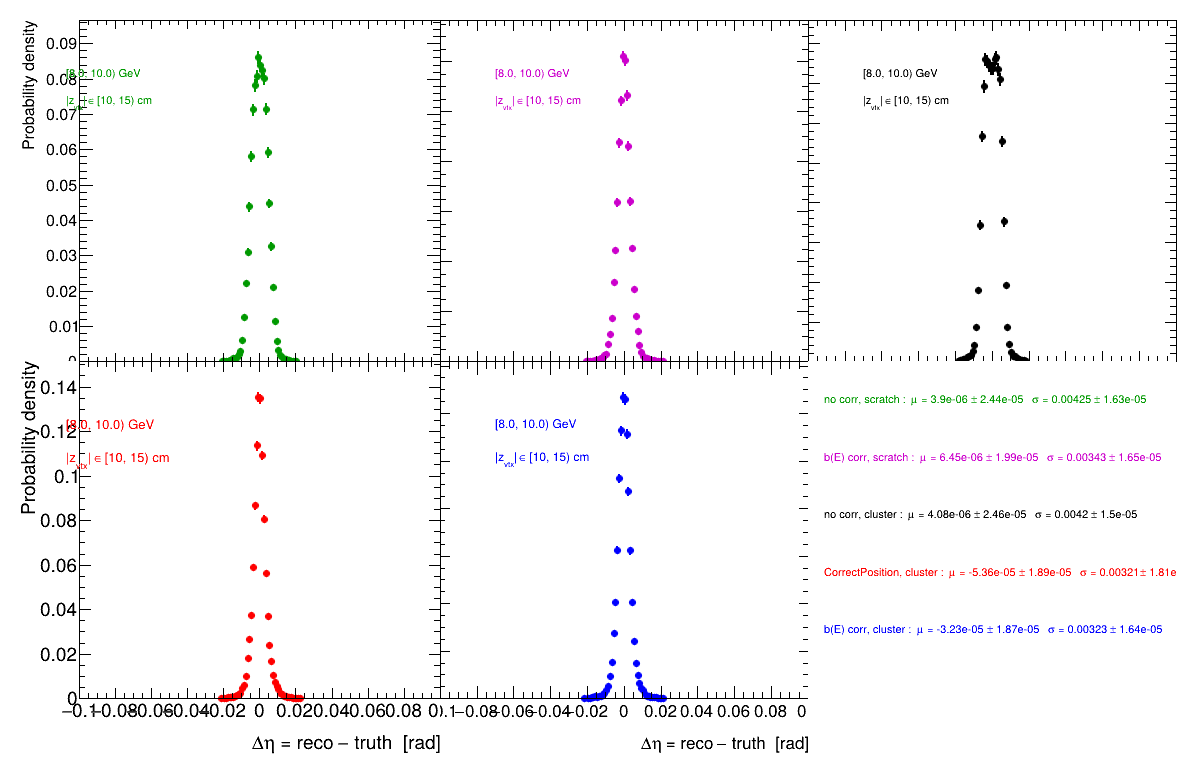 Probability density
0.09
0.08
0.07
0.06
0.05
0.04
0.03
0.02
0.01
0
[8.0, 10.0) GeV
|z_vtx| ∈ [10, 15) cm
[8.0, 10.0) GeV
|z_vtx| ∈ [10, 15) cm
[8.0, 10.0) GeV
|z_vtx| ∈ [10, 15) cm
Probability density
0.14
0.12
0.1
0.08
0.06
0.04
0.02
0
[8.0, 10.0) GeV
|z_vtx| ∈ [10, 15) cm
−0.1 −0.08 −0.06 −0.04 −0.02 0 0.02 0.04 0.06 0.08 0.1
Δη = reco − truth [rad]
[8.0, 10.0) GeV
|z_vtx| ∈ [10, 15) cm
−0.08 −0.06 −0.04 −0.02 0 0.02 0.04 0.06 0.08 0
Δη = reco − truth [rad]
no corr, scratch : μ = 3.9e-06 ± 2.44e-05 σ = 0.00425 ± 1.63e-05
b(E) corr, scratch : μ = 6.45e-06 ± 1.99e-05 σ = 0.00343 ± 1.65e-05
no corr, cluster : μ = 4.08e-06 ± 2.46e-05 σ = 0.0042 ± 1.5e-05
CorrectPosition, cluster : μ = -5.36e-05 ± 1.89e-05 σ = 0.00321± 1.81e
b(E) corr, cluster : μ = -3.23e-05 ± 1.87e-05 σ = 0.00323 ± 1.64e-05